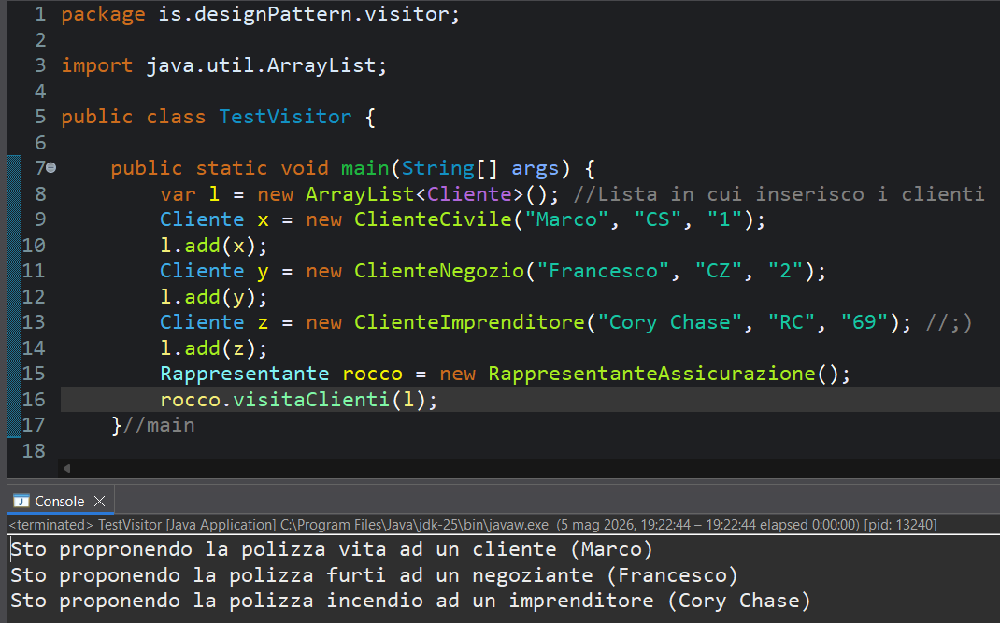 1 package is.designPattern.visitor;
2
3 import java.util.ArrayList;
4
5 public class TestVisitor {
6
7 public static void main(String[] args) {
8 var l = new ArrayList<Cliente>(); //Lista in cui inserisco i clienti
9 Cliente x = new ClienteCivile("Marco", "CS", "1");
10 l.add(x);
11 Cliente y = new ClienteNegozio("Francesco", "CZ", "2");
12 l.add(y);
13 Cliente z = new ClienteImprenditore("Cory Chase", "RC", "69"); //;)
14 l.add(z);
15 Rappresentante rocco = new RappresentanteAssicurazione();
16 rocco.visitaClienti(l);
17 }//main
18
Console
<terminated> TestVisitor [Java Application] C:\Program Files\Java\jdk-25\bin\javaw.exe (5 mag 2026, 19:22:44 – 19:22:44 elapsed 0:00:00) [pid: 13240]
Sto propronendo la polizza vita ad un cliente (Marco)
Sto proponendo la polizza furti ad un negoziante (Francesco)
Sto proponendo la polizza incendio ad un imprenditore (Cory Chase)